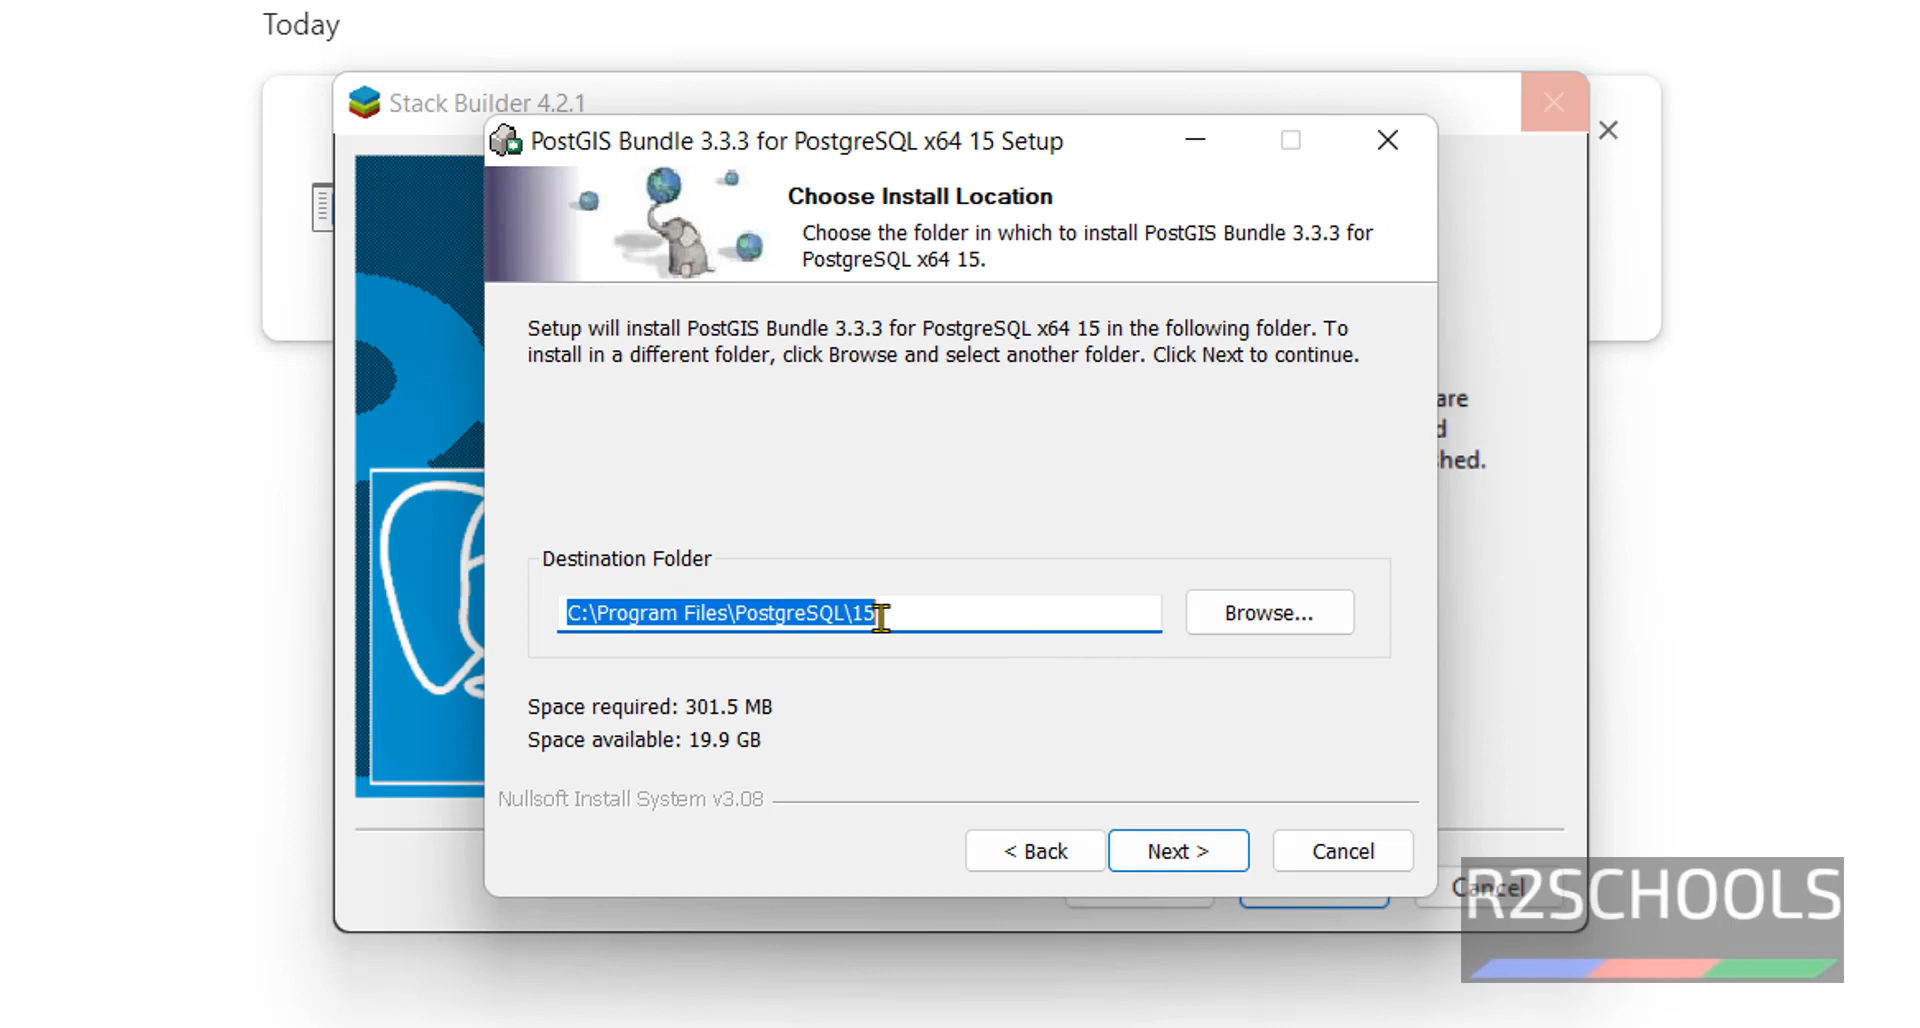 Today
Stack Builder 4.2.1
PostGIS Bundle 3.3.3 for PostgreSQL x64 15 Setup
Choose Install Location
Choose the folder in which to install PostGIS Bundle 3.3.3 for
PostgreSQL x64 15.
Setup will install PostGIS Bundle 3.3.3 for PostgreSQL x64 15 in the following folder. To
install in a different folder, click Browse and select another folder. Click Next to continue.
are
d
hed.
Destination Folder
C:\Program Files\PostgreSQL\15
Browse...
Space required: 301.5 MB
Space available: 19.9 GB
Nullsoft Install System v3.08
< Back
Next >
Cancel
Cancel
R2SCHOOLS